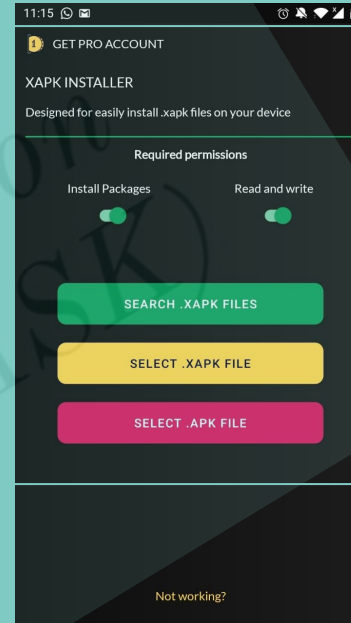 11:15
1 GET PRO ACCOUNT
XAPK INSTALLER
Designed for easily install .xapk files on your device
Required permissions
Install Packages Read and write
SEARCH .XAPK FILES
SELECT .XAPK FILE
SELECT .APK FILE
Not working?